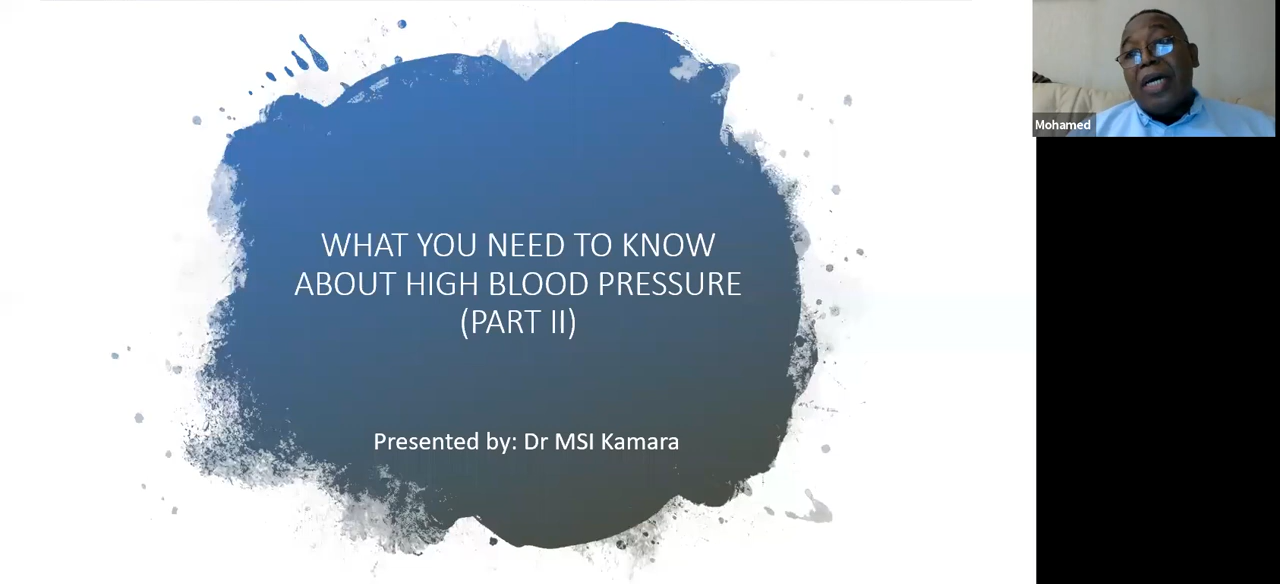 WHAT YOU NEED TO KNOW
ABOUT HIGH BLOOD PRESSURE
(PART II)
Presented by: Dr MSI Kamara
Mohamed